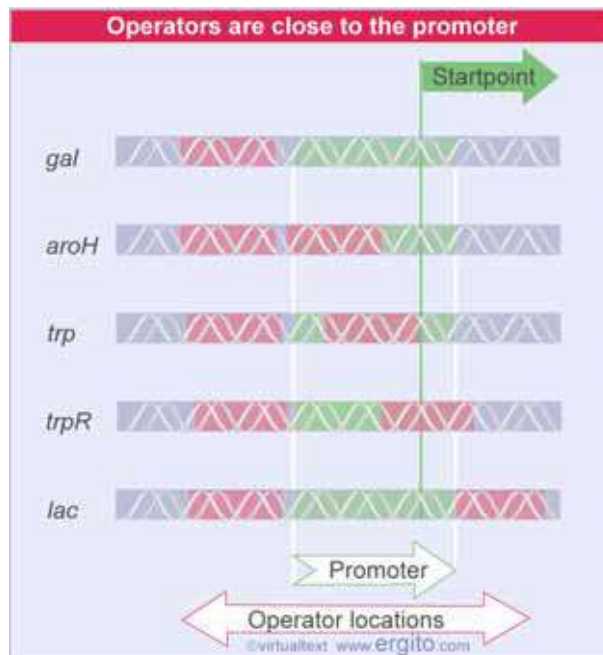 Operators are close to the promoter
Startpoint
gal
aroH
trp
trpR
lac
Promoter
Operator locations
©virtualtext www.ergito.com